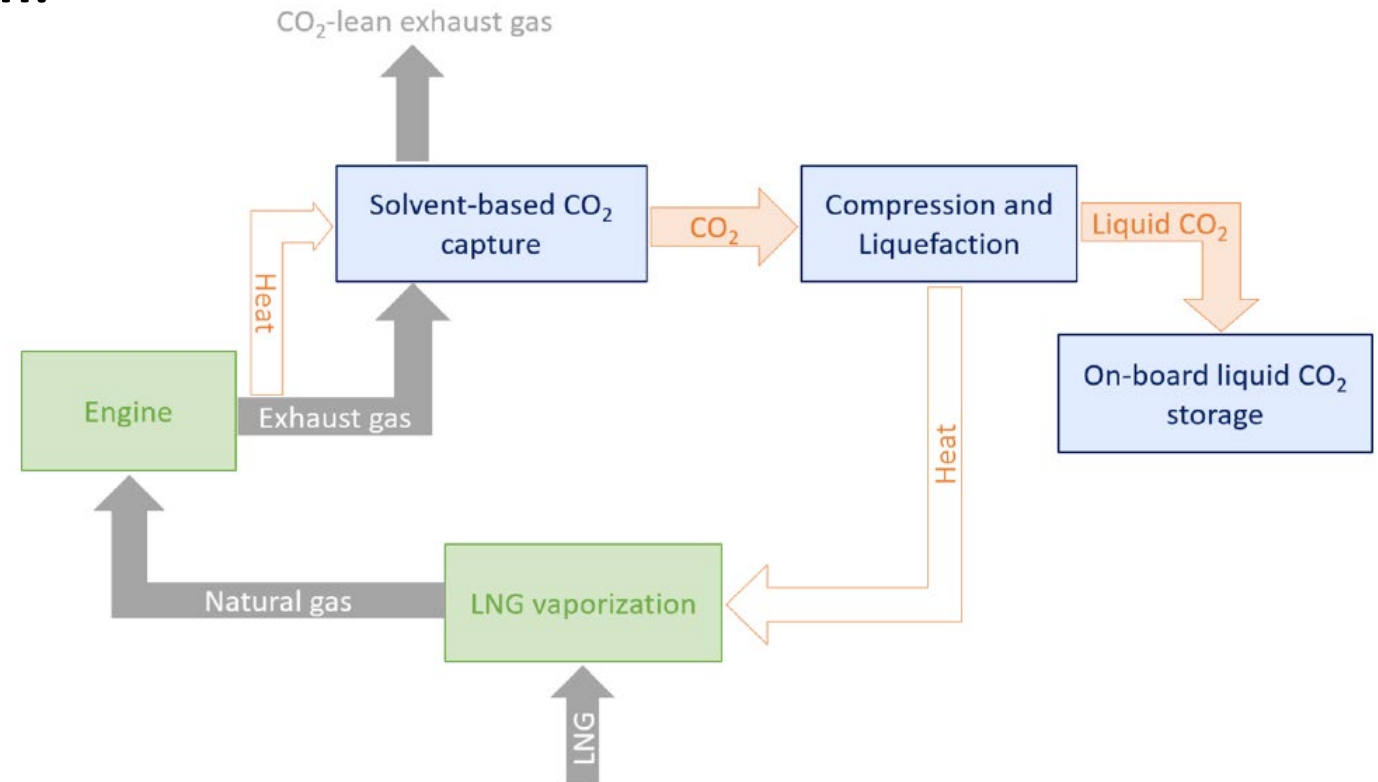 CO₂-lean exhaust gas
Solvent-based CO₂
capture
CO₂
Compression and
Liquefaction
Liquid CO₂
Heat
On-board liquid CO₂
storage
Engine
Exhaust gas
Heat
Natural gas
LNG vaporization
LNG